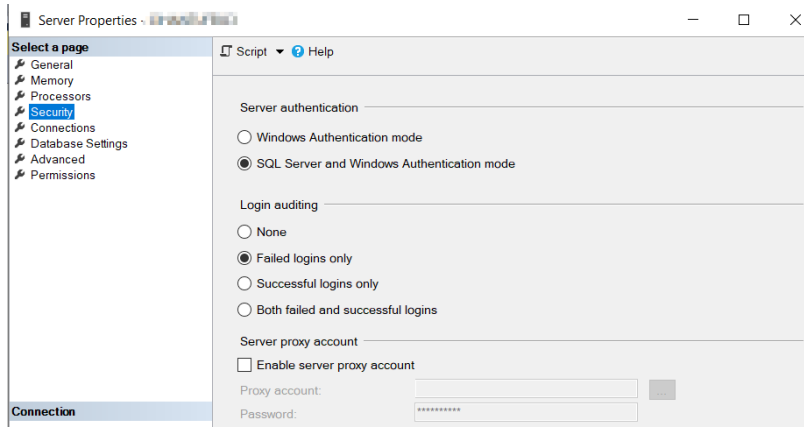 Server Properties -
Select a page
General
Memory
Processors
Security
Connections
Database Settings
Advanced
Permissions
Connection
Script Help
Server authentication
Windows Authentication mode
SQL Server and Windows Authentication mode
Login auditing
None
Failed logins only
Successful logins only
Both failed and successful logins
Server proxy account
Enable server proxy account
Proxy account:
...
Password: **********